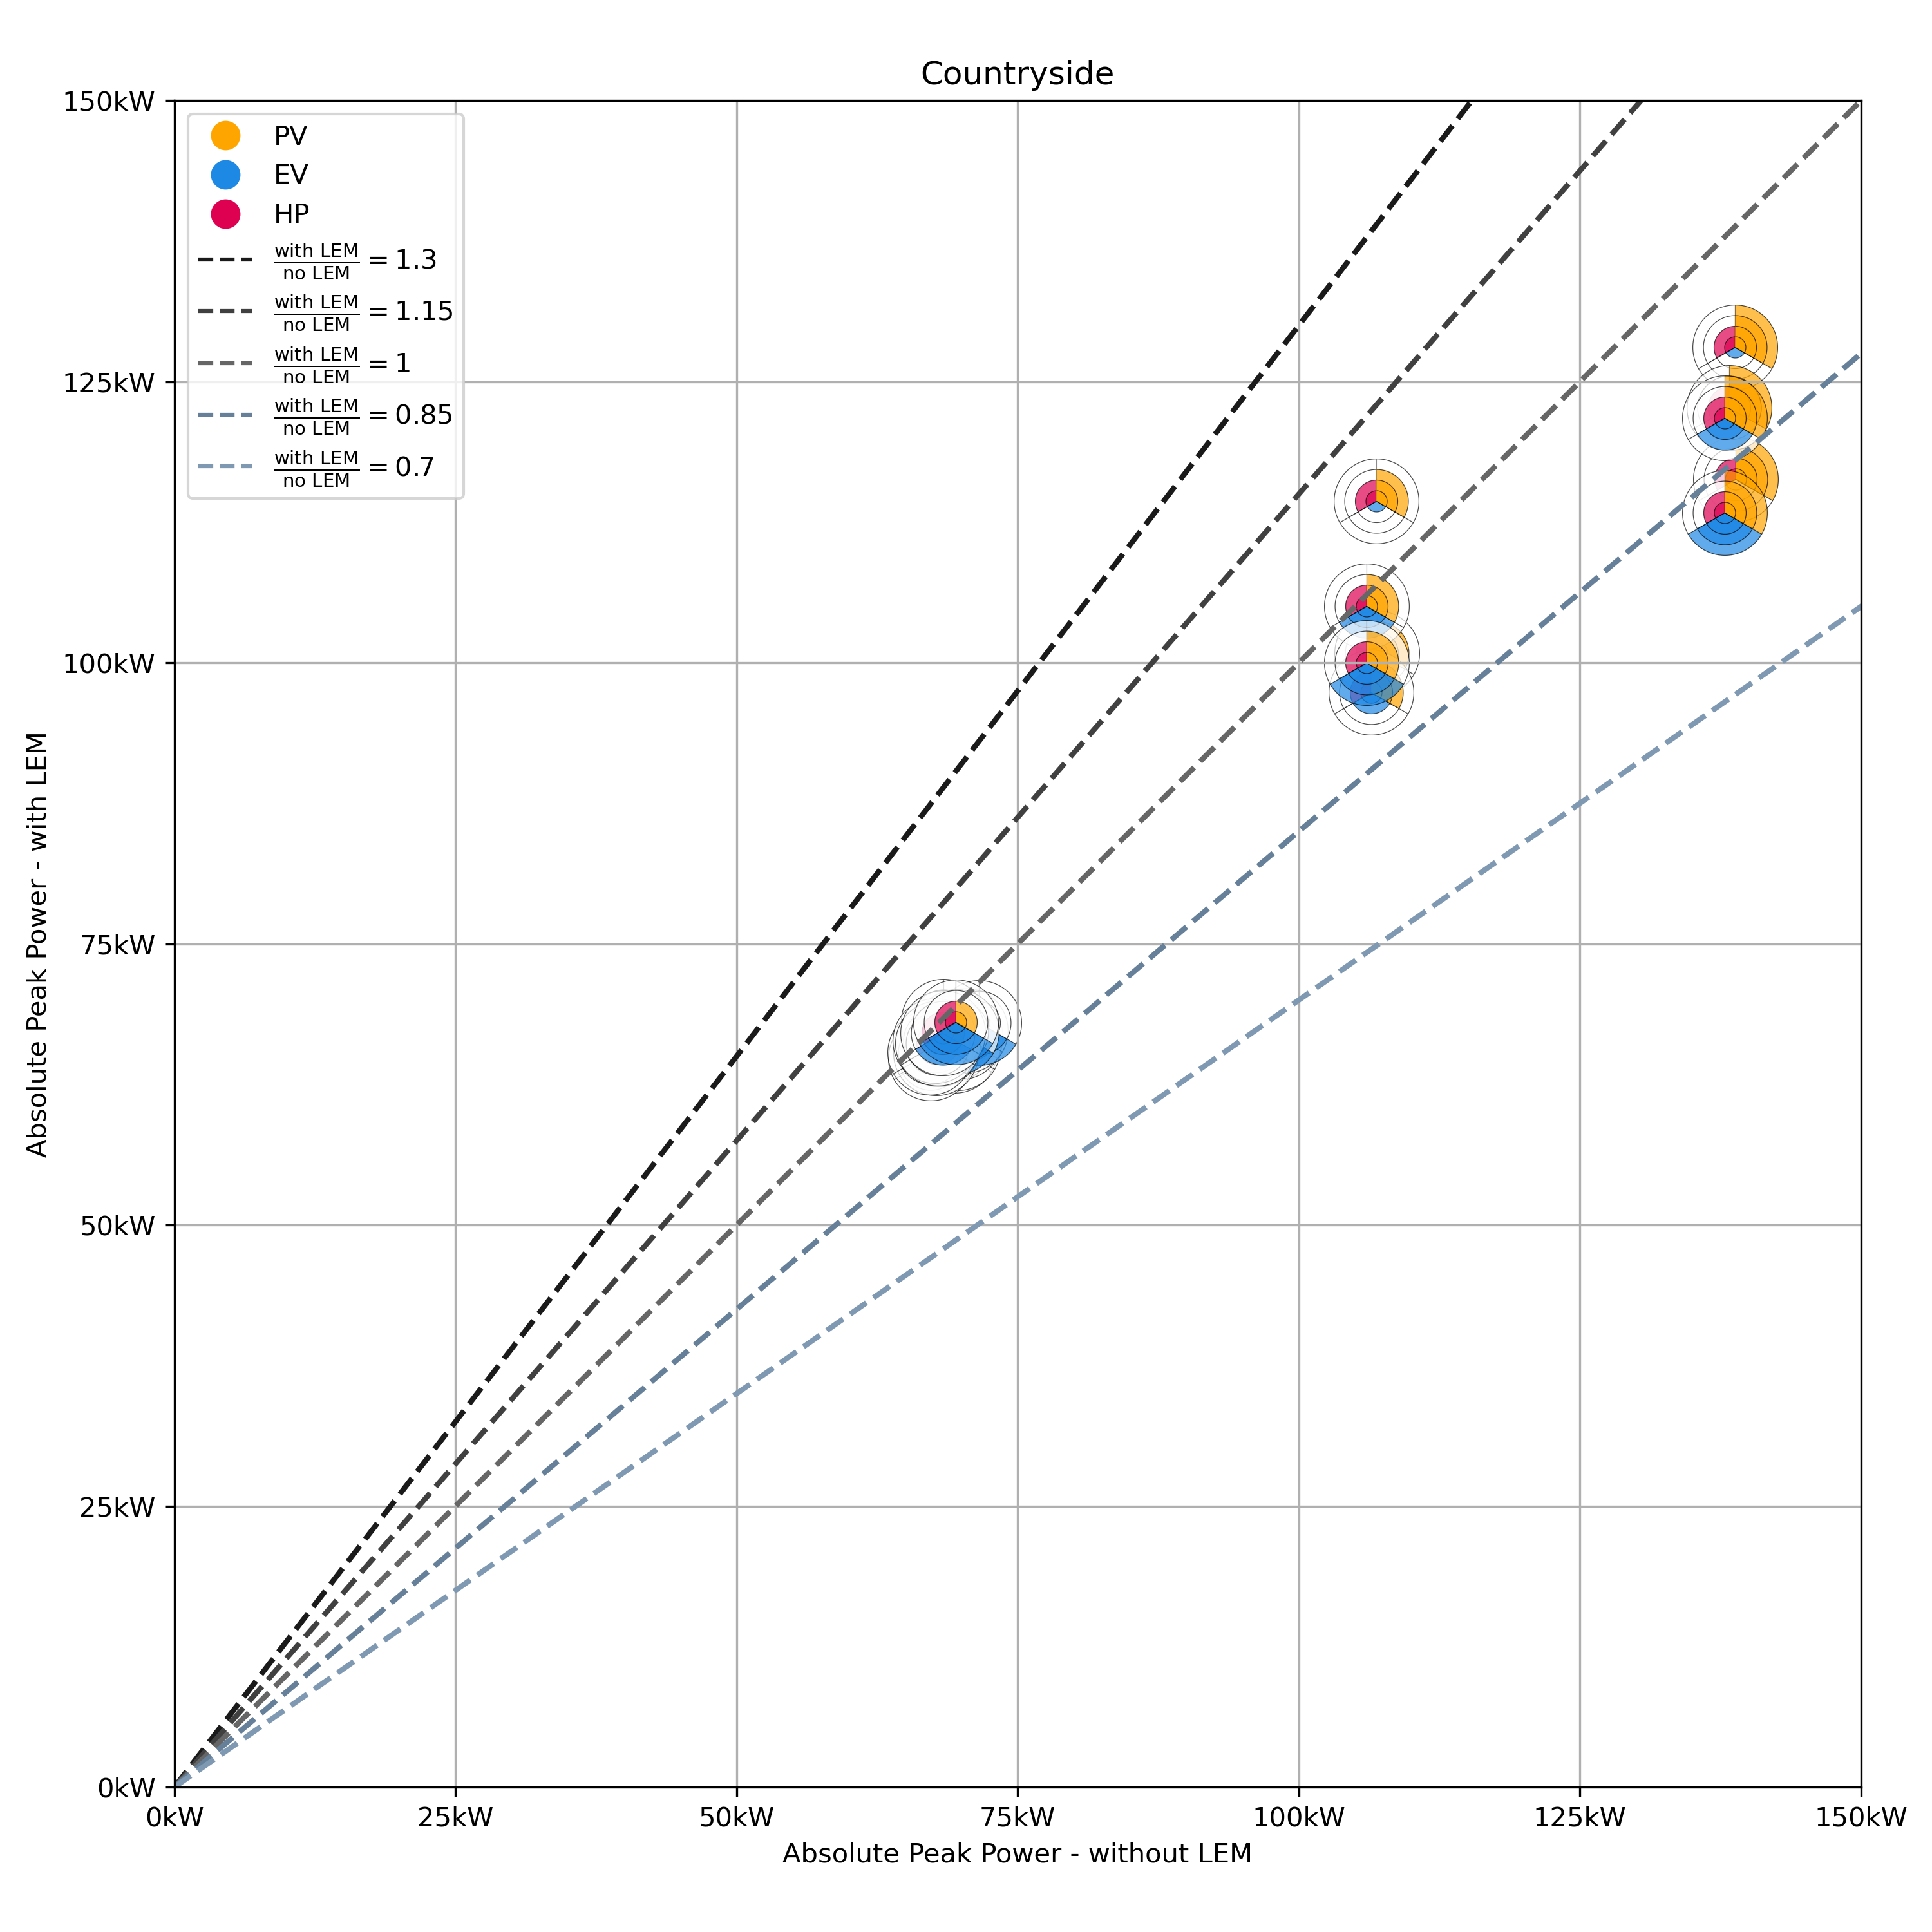 Countryside
150kW
125kW
100kW
75kW
50kW
25kW
0kW
Absolute Peak Power - with LEM
PV
EV
HP
with LEM / no LEM = 1.3
with LEM / no LEM = 1.15
with LEM / no LEM = 1
with LEM / no LEM = 0.85
with LEM / no LEM = 0.7
0kW 25kW 50kW 75kW 100kW 125kW 150kW
Absolute Peak Power - without LEM